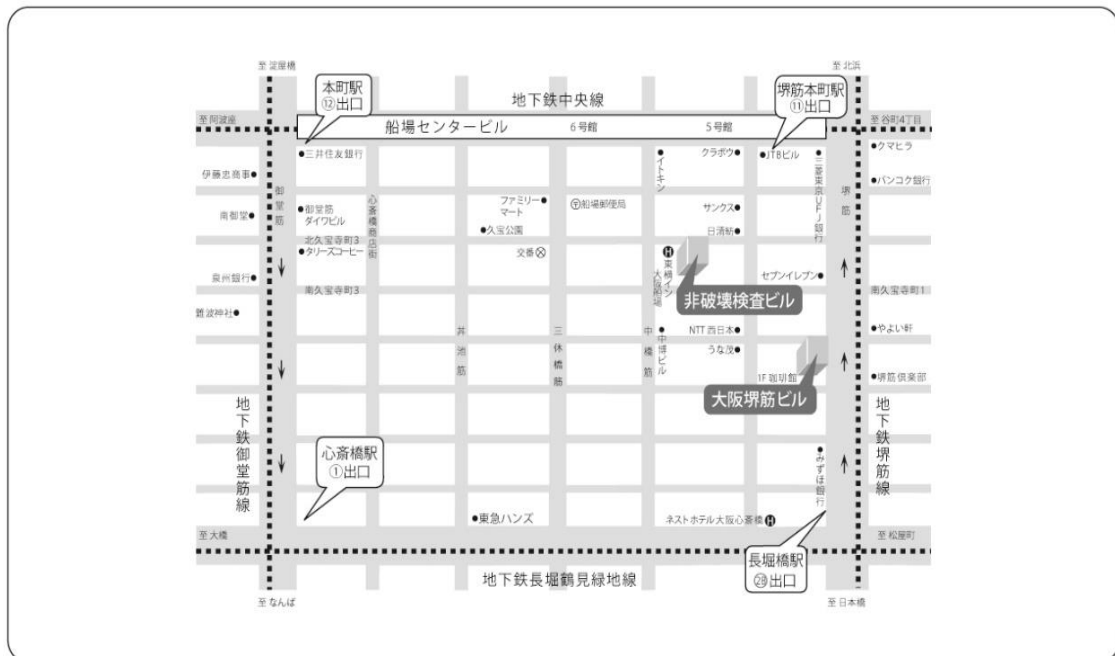 至 淀屋橋
至 北浜
本町駅
⑫出口
地下鉄中央線
堺筋本町駅
⑪出口
至 阿波座
船場センタービル
6号館
5号館
至 谷町4丁目
●三井住友銀行
●イトキン
クラボウ●
●JTBビル
●三菱東京UFJ銀行
●クマヒラ
伊藤忠商事●
●バンコク銀行
御堂筋
心斎橋商店街
堺筋
南御堂●
●御堂筋
ダイワビル
ファミリー●
マート
〶船場郵便局
サンクス●
北久宝寺町3
●久宝公園
日清紡●
●タリーズコーヒー
交番
H東横イン
大阪船場
泉州銀行●
セブンイレブン●
南久宝寺町3
非破壊検査ビル
南久宝寺町1
難波神社●
丼池筋
三休橋筋
中橋筋
●中博ビル
NTT西日本●
●やよい軒
うな茂●
1F 珈琲館
●堺筋倶楽部
大阪堺筋ビル
地下鉄御堂筋線
地下鉄堺筋線
心斎橋駅
①出口
●みずほ銀行
●東急ハンズ
ネストホテル大阪心斎橋H
至 大橋
至 松屋町
長堀橋駅
地下鉄長堀鶴見緑地線
出口
至 なんば
至 日本橋